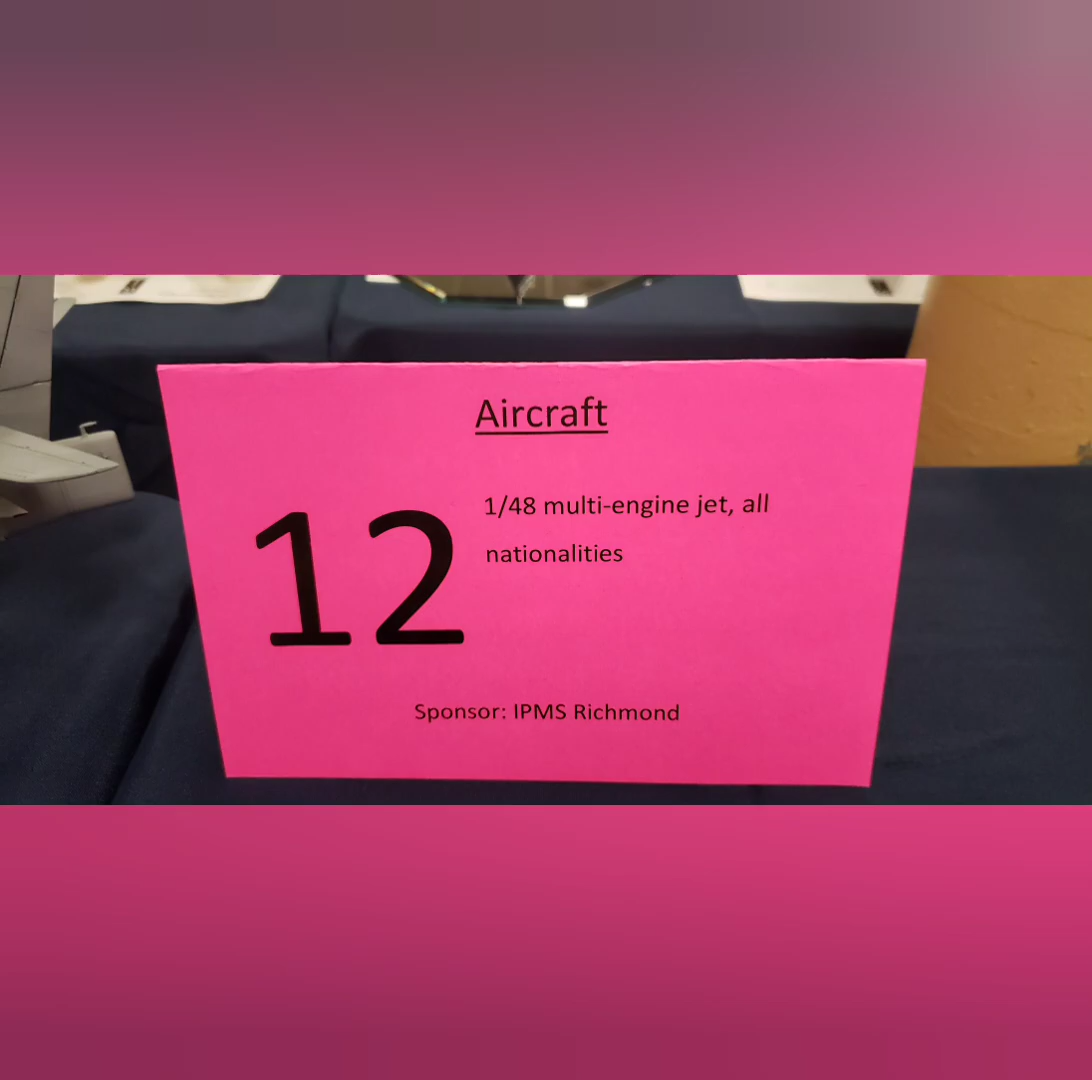 Aircraft
12
1/48 multi-engine jet, all
nationalities
Sponsor: IPMS Richmond